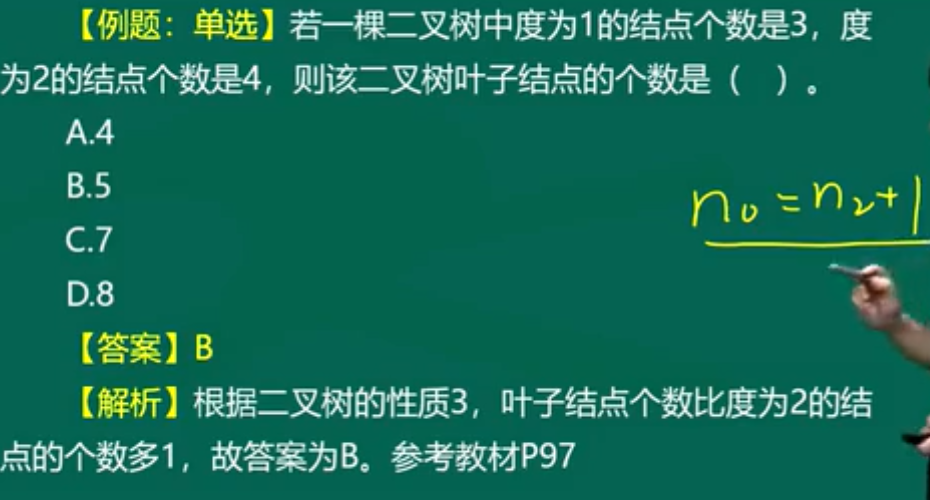 【例题：单选】若一棵二叉树中度为1的结点个数是3，度
为2的结点个数是4，则该二叉树叶子结点的个数是（ ）。
A.4
B.5
C.7
D.8
n₀=n₂+1
【答案】B
【解析】根据二叉树的性质3，叶子结点个数比度为2的结
点的个数多1，故答案为B。参考教材P97